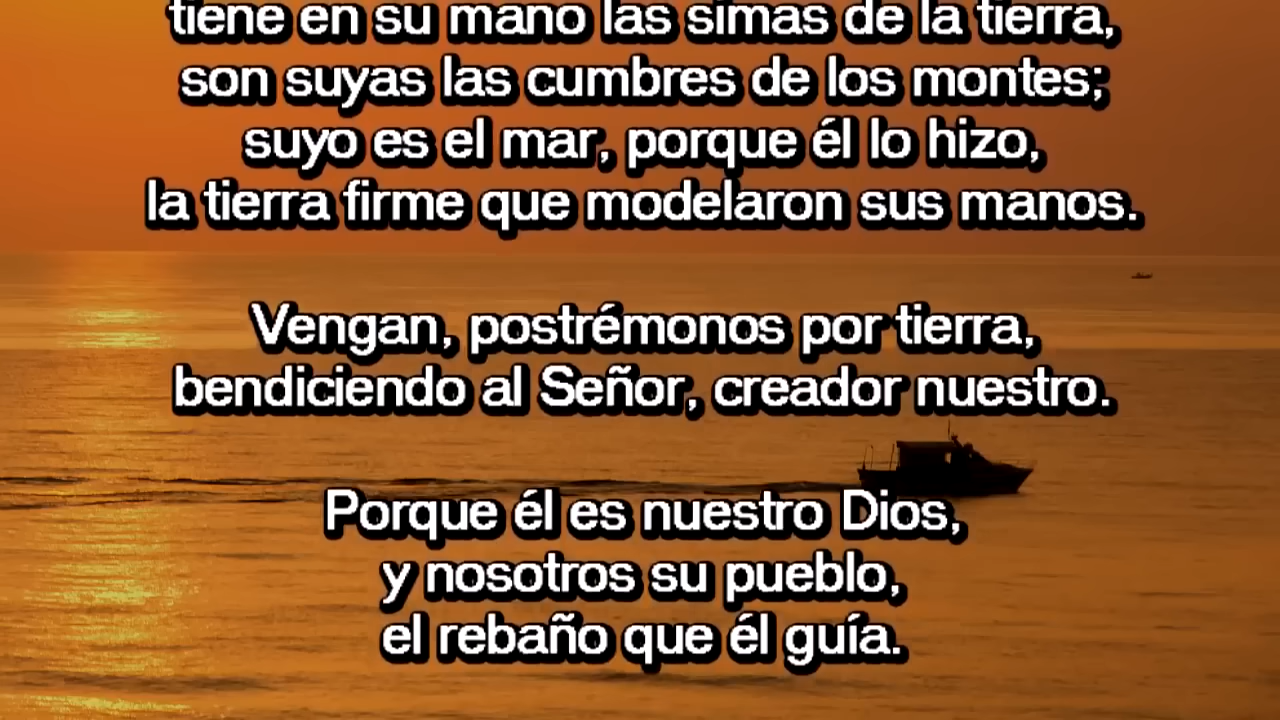 tiene en su mano las simas de la tierra,
son suyas las cumbres de los montes;
suyo es el mar, porque él lo hizo,
la tierra firme que modelaron sus manos.
Vengan, postrémonos por tierra,
bendiciendo al Señor, creador nuestro.
Porque él es nuestro Dios,
y nosotros su pueblo,
el rebaño que él guía.